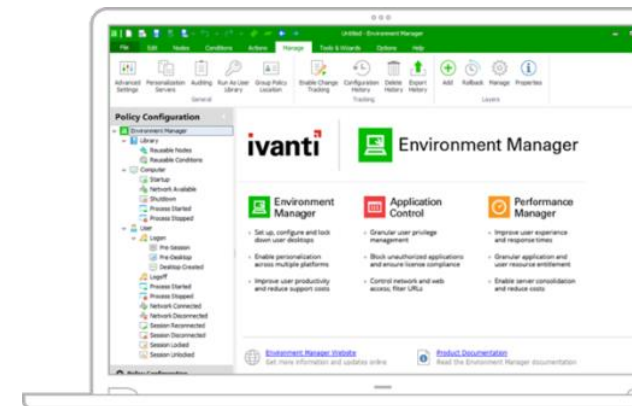 Untitled - Environment Manager
File Edit Nodes Conditions Actions Manage Tools & Wizards Options Help
Advanced Settings
Personalization Servers
Auditing
Run As User Library
Group Policy Location
Enable Change Tracking
Configuration History
Delete History
Export History
Add
Rollback
Manage
Properties
General
Tracking
Layers
Policy Configuration
Environment Manager
Library
Reusable Nodes
Reusable Conditions
Computer
Startup
Network Available
Shutdown
Process Started
Process Stopped
User
Logon
Pre-Session
Pre-Desktop
Desktop Created
Logoff
Process Started
Process Stopped
Network Connected
Network Disconnected
Session Reconnected
Session Disconnected
Session Locked
Session Unlocked
Policy Configuration
ivanti
Environment Manager
Environment
Manager
Set up, configure and lock
down user desktops
Enable personalization
across multiple platforms
Improve user productivity
and reduce support costs
Application
Control
Granular user privilege
management
Block unauthorized applications
and ensure license compliance
Control network and web
access; filter URLs
Performance
Manager
Improve user experience
and response times
Granular application and
user resource entitlement
Enable server consolidation
and reduce costs
Environment Manager Website
Get more information and updates online
Product Documentation
Read the Environment Manager documentation